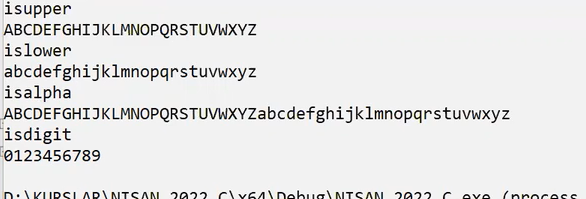 isupper
ABCDEFGHIJKLMNOPQRSTUVWXYZ
islower
abcdefghijklmnopqrstuvwxyz
isalpha
ABCDEFGHIJKLMNOPQRSTUVWXYZabcdefghijklmnopqrstuvwxyz
isdigit
0123456789
D:\KURSLAR\NISAN 2022 C\x64\Debug\NISAN 2022 C.exe (process